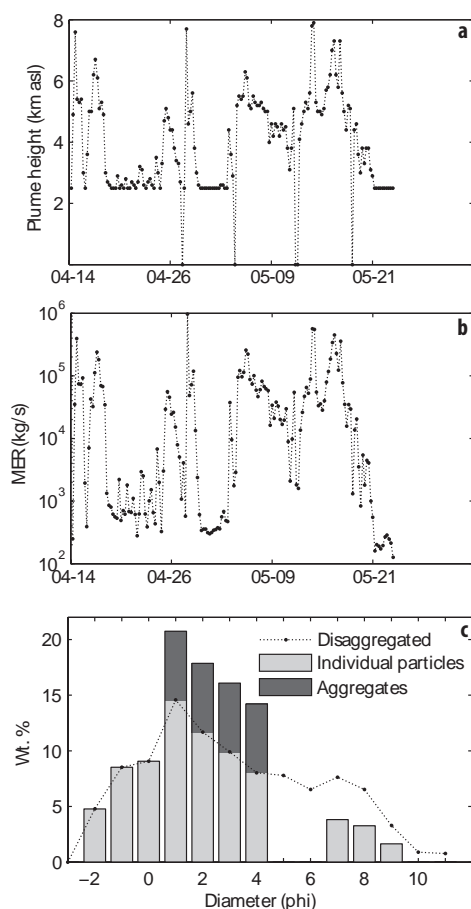 a
Plume height (km asl)
8
6
4
2
04-14 04-26 05-09 05-21
b
MER (kg/s)
10^6
10^5
10^4
10^3
10^2
04-14 04-26 05-09 05-21
c
Disaggregated
Individual particles
Aggregates
Wt. %
20
15
10
5
0
−2 0 2 4 6 8 10
Diameter (phi)